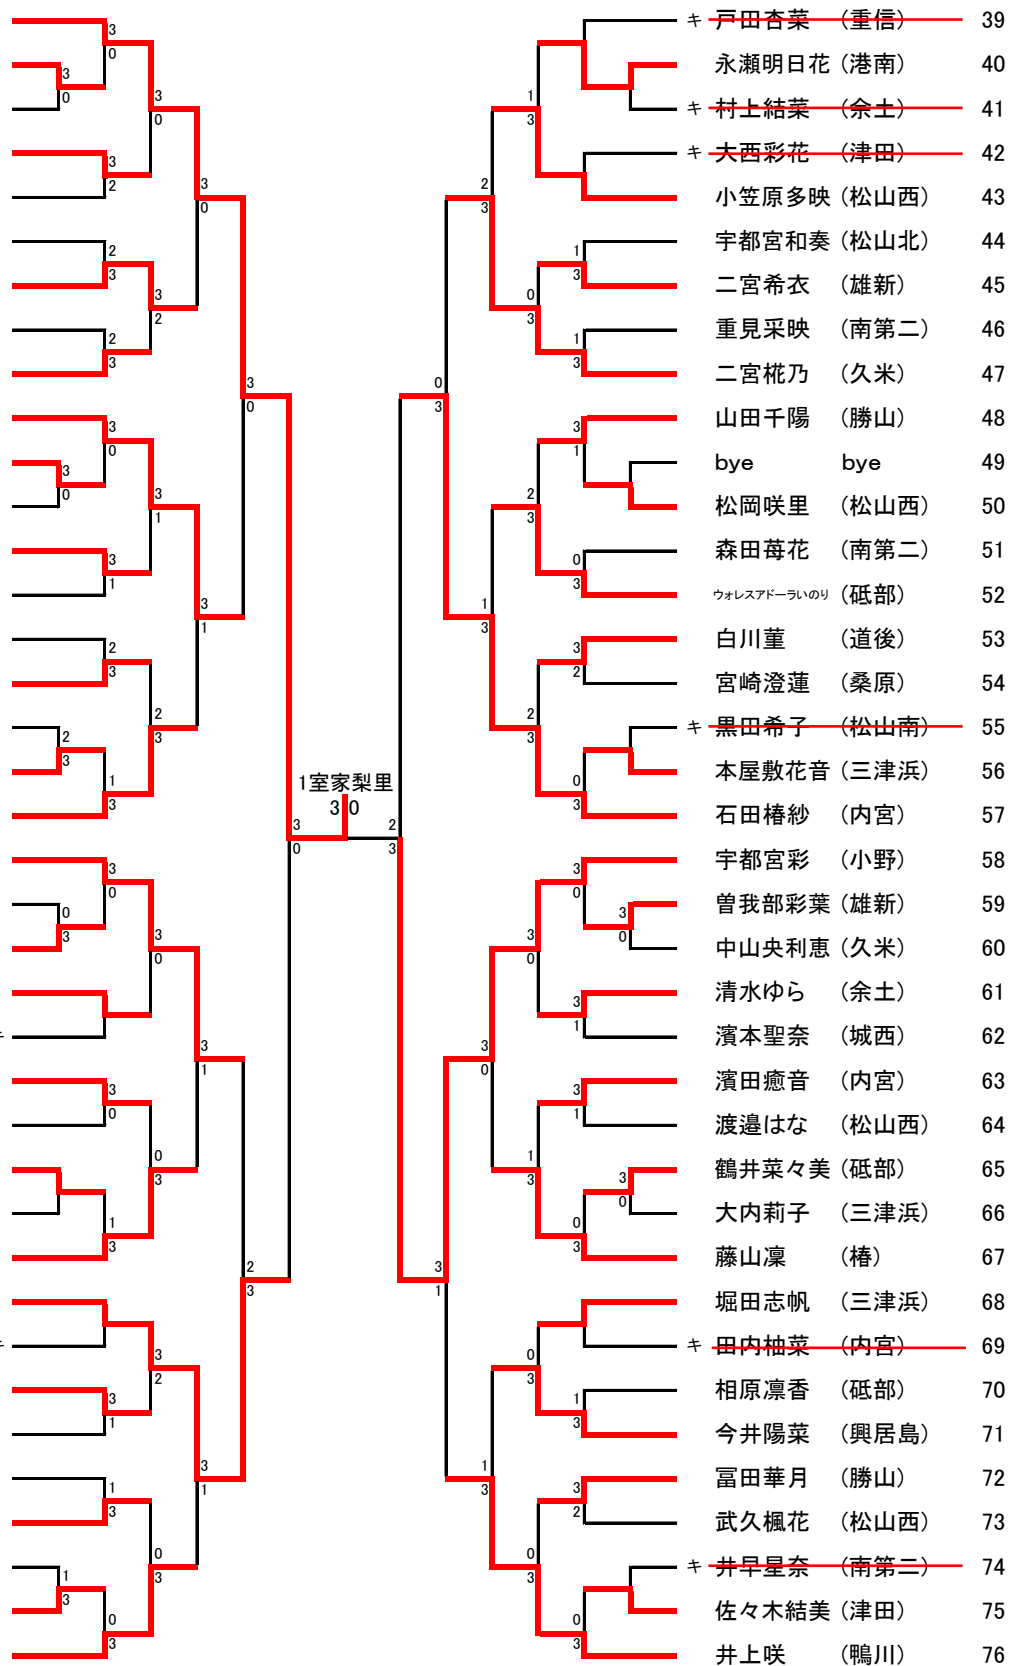 キ 戸田杏菜 (重信) 39
永瀬明日花 (港南) 40
キ 村上結菜 (余土) 41
キ 大西彩花 (津田) 42
小笠原多映 (松山西) 43
宇都宮和奏 (松山北) 44
二宮希衣 (雄新) 45
重見采映 (南第二) 46
二宮椛乃 (久米) 47
山田千陽 (勝山) 48
bye bye 49
松岡咲里 (松山西) 50
森田苺花 (南第二) 51
ウォレスアドーラいのり (砥部) 52
白川菫 (道後) 53
宮崎澄蓮 (桑原) 54
キ 黒田希子 (松山南) 55
本屋敷花音 (三津浜) 56
1室家梨里
3 0
石田椿紗 (内宮) 57
宇都宮彩 (小野) 58
曽我部彩葉 (雄新) 59
中山央利恵 (久米) 60
清水ゆら (余土) 61
濱本聖奈 (城西) 62
濱田癒音 (内宮) 63
渡邉はな (松山西) 64
鶴井菜々美 (砥部) 65
大内莉子 (三津浜) 66
藤山凜 (椿) 67
堀田志帆 (三津浜) 68
キ 田内柚菜 (内宮) 69
相原凛香 (砥部) 70
今井陽菜 (興居島) 71
冨田華月 (勝山) 72
武久楓花 (松山西) 73
キ 井早星奈 (南第二) 74
佐々木結美 (津田) 75
井上咲 (鴨川) 76